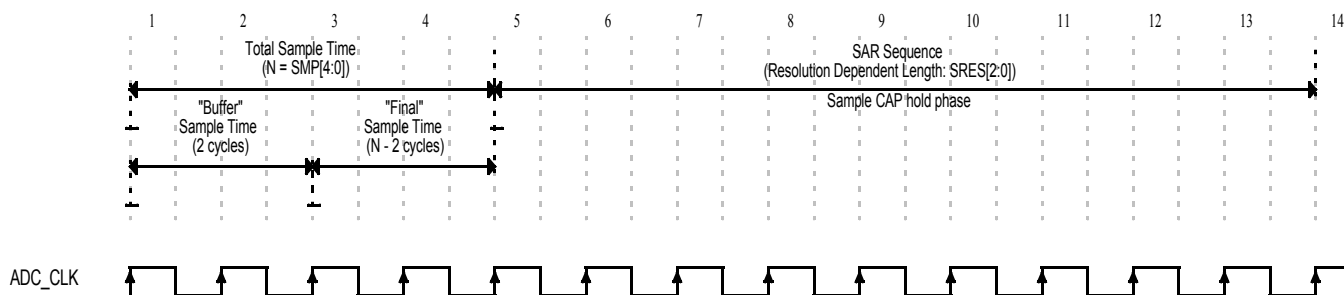 1 2 3 4 5 6 7 8 9 10 11 12 13 14
Total Sample Time
(N = SMP[4:0])
SAR Sequence
(Resolution Dependent Length: SRES[2:0])
Sample CAP hold phase
"Buffer"
Sample Time
(2 cycles)
"Final"
Sample Time
(N - 2 cycles)
ADC_CLK